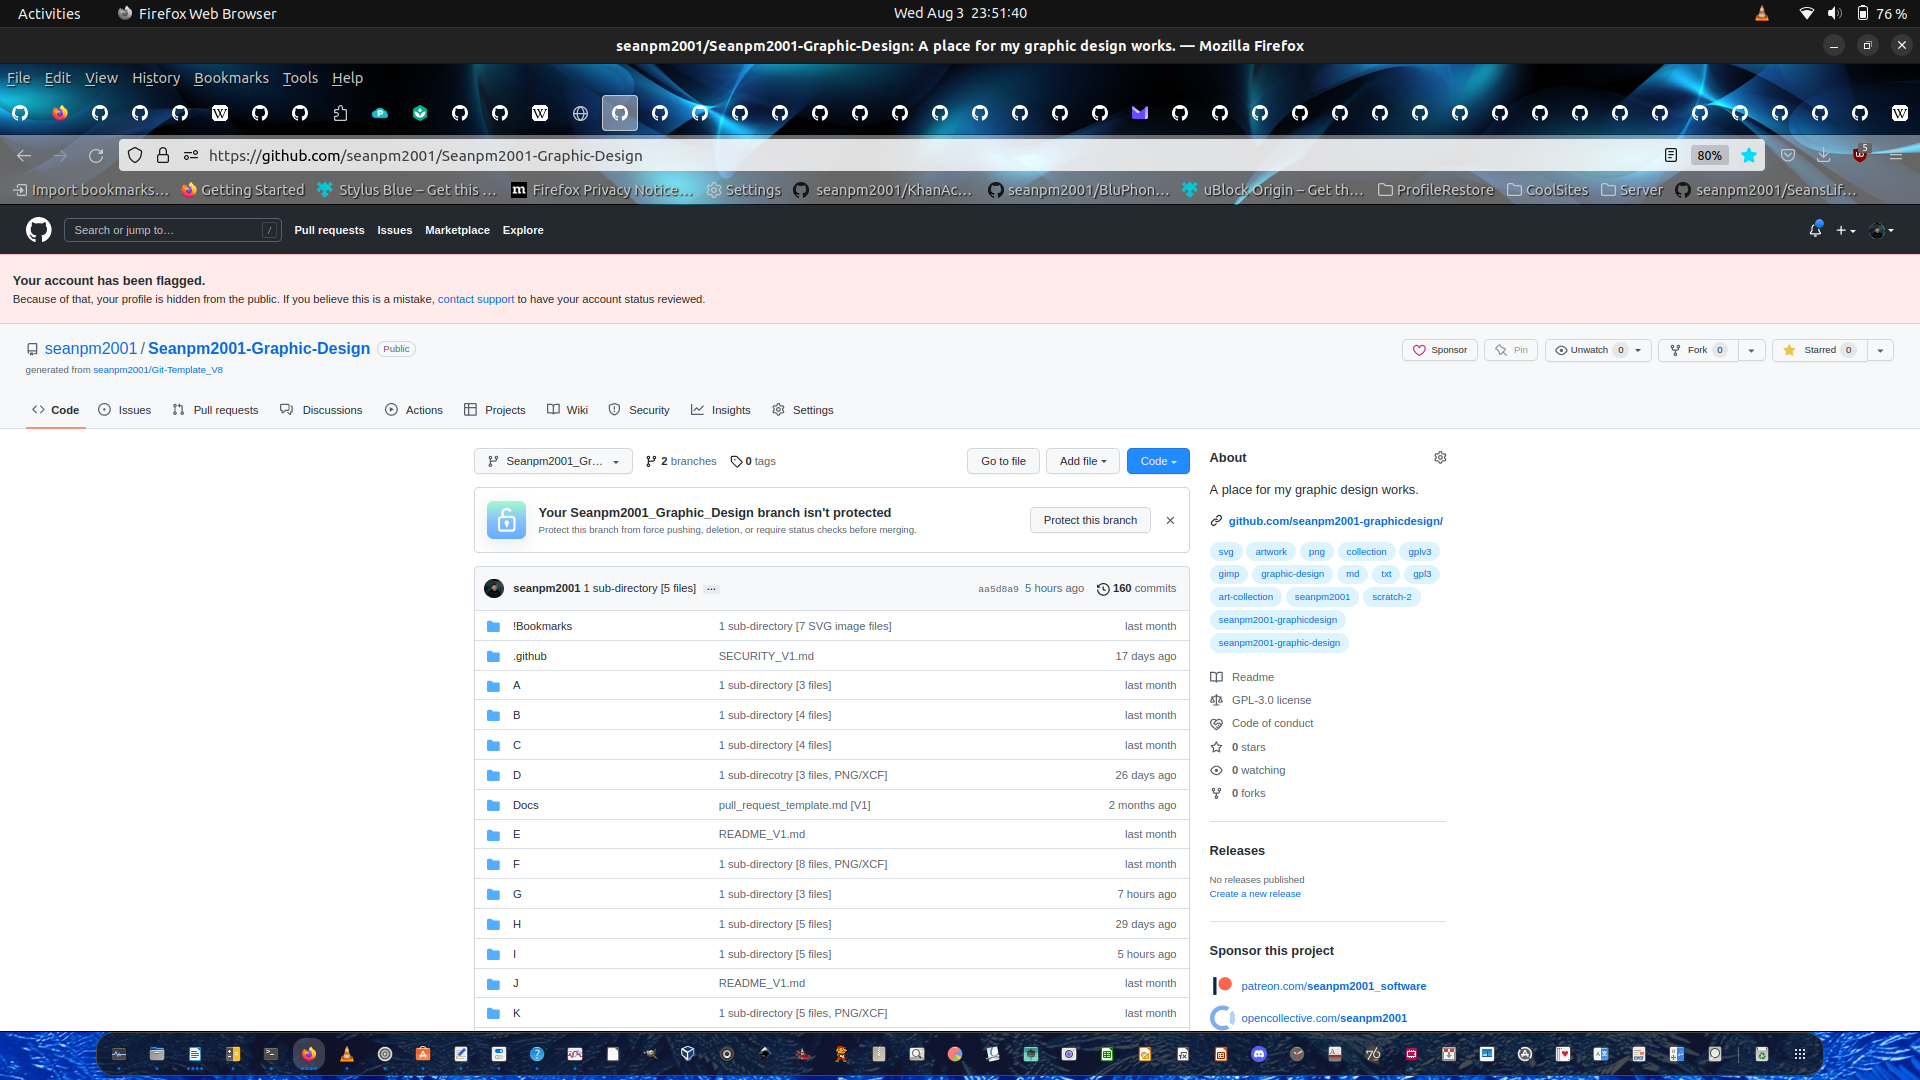 Activities
Firefox Web Browser
Wed Aug 3 23:51:40
76 %
seanpm2001/Seanpm2001-Graphic-Design: A place for my graphic design works. — Mozilla Firefox
File Edit View History Bookmarks Tools Help
https://github.com/seanpm2001/Seanpm2001-Graphic-Design
80%
5
Import bookmarks…
Getting Started
Stylus Blue – Get this …
Firefox Privacy Notice…
Settings
seanpm2001/KhanAc…
seanpm2001/BluPhon…
uBlock Origin – Get th…
ProfileRestore
CoolSites
Server
seanpm2001/SeansLif…
Search or jump to…
/
Pull requests Issues Marketplace Explore
Your account has been flagged.
Because of that, your profile is hidden from the public. If you believe this is a mistake, contact support to have your account status reviewed.
seanpm2001 / Seanpm2001-Graphic-Design Public
generated from seanpm2001/Git-Template_V8
Sponsor
Pin
Unwatch 0
Fork 0
Starred 0
Code
Issues
Pull requests
Discussions
Actions
Projects
Wiki
Security
Insights
Settings
Seanpm2001_Gr…
2 branches
0 tags
Go to file
Add file
Code
Your Seanpm2001_Graphic_Design branch isn't protected
Protect this branch from force pushing, deletion, or require status checks before merging.
Protect this branch
seanpm2001 1 sub-directory [5 files] …
aa5d8a9 5 hours ago
160 commits
!Bookmarks 1 sub-directory [7 SVG image files] last month
.github SECURITY_V1.md 17 days ago
A 1 sub-directory [3 files] last month
B 1 sub-directory [4 files] last month
C 1 sub-directory [4 files] last month
D 1 sub-direcotry [3 files, PNG/XCF] 26 days ago
Docs pull_request_template.md [V1] 2 months ago
E README_V1.md last month
F 1 sub-directory [8 files, PNG/XCF] last month
G 1 sub-directory [3 files] 7 hours ago
H 1 sub-directory [5 files] 29 days ago
I 1 sub-directory [5 files] 5 hours ago
J README_V1.md last month
K 1 sub-directory [5 files, PNG/XCF] last month
About
A place for my graphic design works.
github.com/seanpm2001-graphicdesign/
svg artwork png collection gplv3
gimp graphic-design md txt gpl3
art-collection seanpm2001 scratch-2
seanpm2001-graphicdesign
seanpm2001-graphic-design
Readme
GPL-3.0 license
Code of conduct
0 stars
0 watching
0 forks
Releases
No releases published
Create a new release
Sponsor this project
patreon.com/seanpm2001_software
opencollective.com/seanpm2001